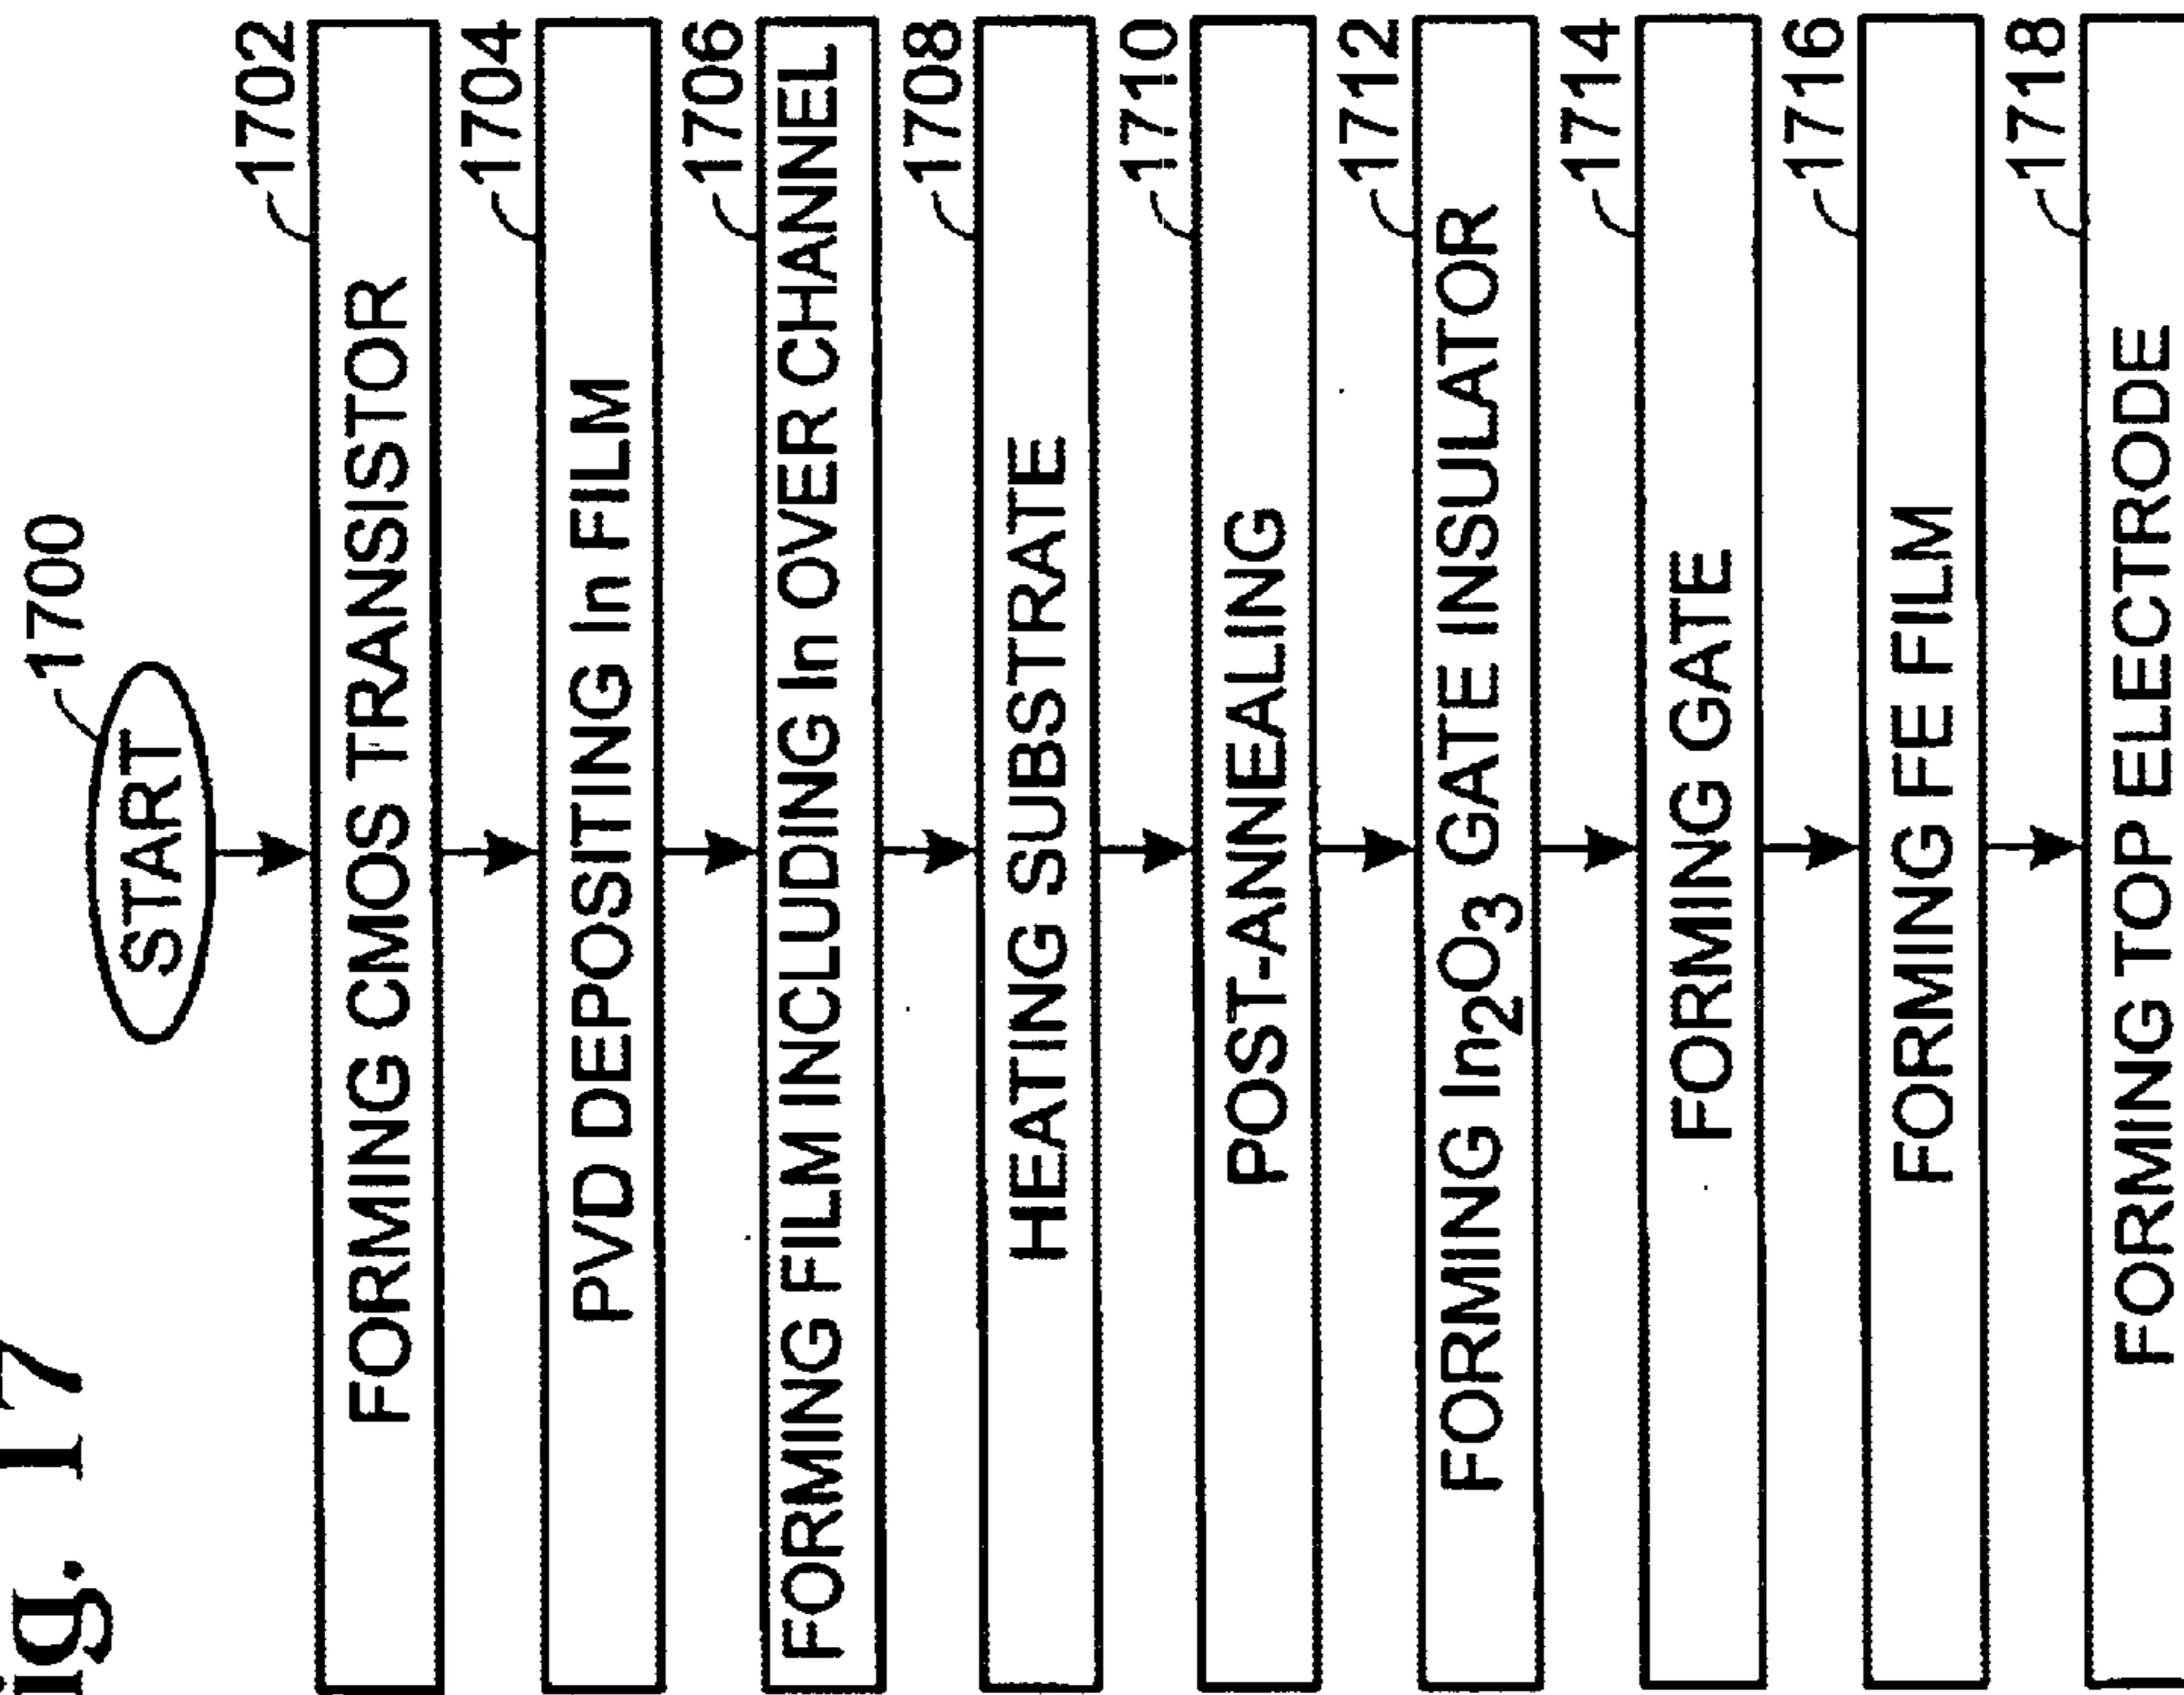 ig. 17
START
1700
1702
FORMING CMOS TRANSISTOR
1704
PVD DEPOSITING In FILM
1706
FORMING FILM INCLUDING In OVER CHANNEL
1708
HEATING SUBSTRATE
1710
POST-ANNEALING
1712
FORMING In2O3 GATE INSULATOR
1714
FORMING GATE
1716
FORMING FE FILM
1718
FORMING TOP ELECTRODE